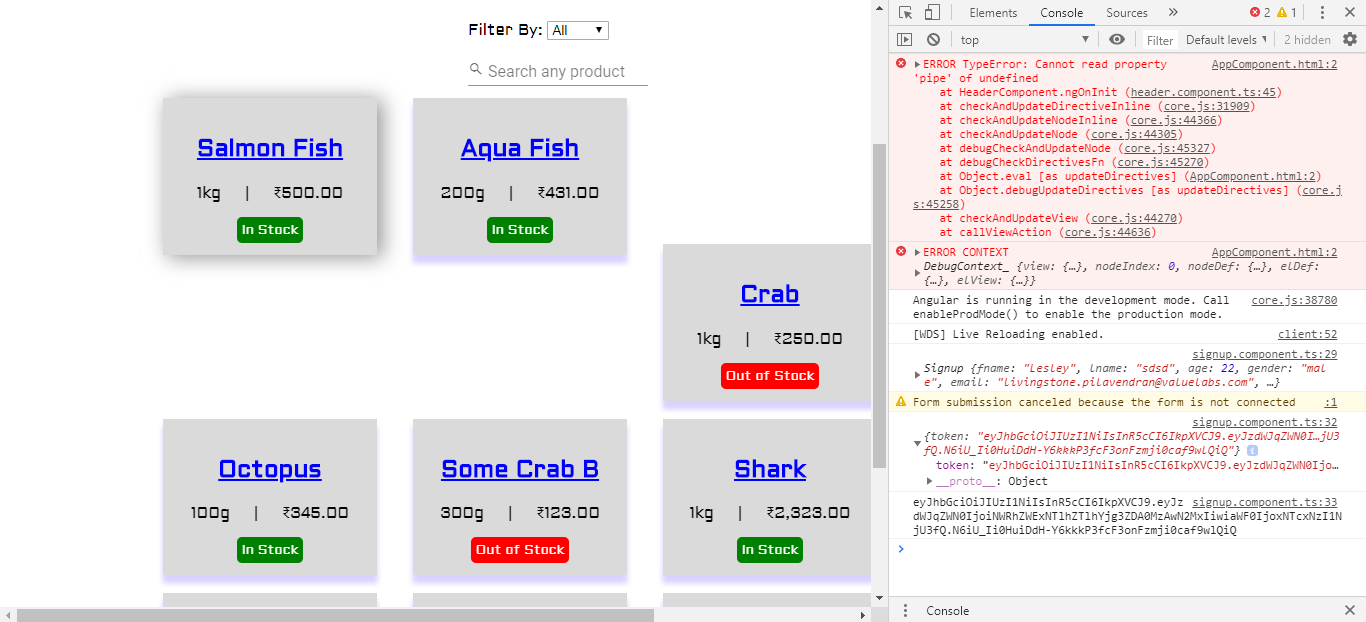 Filter By: All
Search any product
Salmon Fish
1kg | ₹500.00
In Stock
Aqua Fish
200g | ₹431.00
In Stock
Crab
1kg | ₹250.00
Out of Stock
Octopus
100g | ₹345.00
In Stock
Some Crab B
300g | ₹123.00
Out of Stock
Shark
1kg | ₹2,323.00
In Stock
Elements Console Sources » 2 1
top Filter Default levels 2 hidden
ERROR TypeError: Cannot read property AppComponent.html:2
'pipe' of undefined
at HeaderComponent.ngOnInit (header.component.ts:45)
at checkAndUpdateDirectiveInline (core.js:31909)
at checkAndUpdateNodeInline (core.js:44366)
at checkAndUpdateNode (core.js:44305)
at debugCheckAndUpdateNode (core.js:45327)
at debugCheckDirectivesFn (core.js:45270)
at Object.eval [as updateDirectives] (AppComponent.html:2)
at Object.debugUpdateDirectives [as updateDirectives] (core.j
s:45258)
at checkAndUpdateView (core.js:44270)
at callViewAction (core.js:44636)
ERROR CONTEXT AppComponent.html:2
DebugContext_ {view: {…}, nodeIndex: 0, nodeDef: {…}, elDef:
{…}, elView: {…}}
Angular is running in the development mode. Call core.js:38780
enableProdMode() to enable the production mode.
[WDS] Live Reloading enabled. client:52
signup.component.ts:29
Signup {fname: "Lesley", lname: "sdsd", age: 22, gender: "mal
e", email: "livingstone.pilavendran@valuelabs.com", …}
Form submission canceled because the form is not connected :1
signup.component.ts:32
{token: "eyJhbGciOiJIUzI1NiIsInR5cCI6IkpXVCJ9.eyJzdWJqZWN0I…jU3
fQ.N6iU_Ii0HuiDdH-Y6kkkP3fcF3onFzmji0caf9wlQiQ"}
token: "eyJhbGciOiJIUzI1NiIsInR5cCI6IkpXVCJ9.eyJzdWJqZWN0Ijo…
__proto__: Object
eyJhbGciOiJIUzI1NiIsInR5cCI6IkpXVCJ9.eyJz signup.component.ts:33
dWJqZWN0IjoiNWRhZWExNTlhZTlhYjg3ZDA0MzAwN2MxIiwiaWF0IjoxNTcxNzI1N
jU3fQ.N6iU_Ii0HuiDdH-Y6kkkP3fcF3onFzmji0caf9wlQiQ
Console